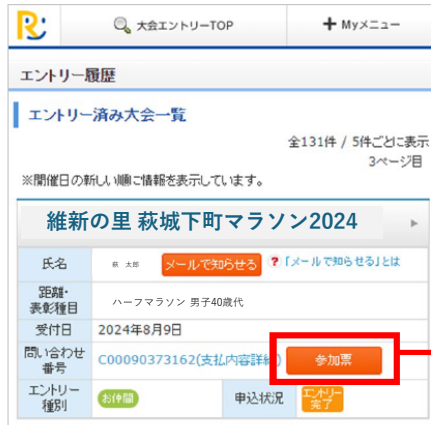 R
大会エントリーTOP
+ Myメニュー
エントリー履歴
エントリー済み大会一覧
全131件 / 5件ごとに表示
3ページ目
※開催日の新しい順に情報を表示しています。
維新の里 萩城下町マラソン2024
氏名 萩 太郎 メールで知らせる ?「メールで知らせる」とは
距離・
表彰種目 ハーフマラソン 男子40歳代
受付日 2024年8月9日
問い合わせ
番号 C00090373162(支払内容詳細) 参加票
エントリー
種別 お仲間 申込状況 エントリー
完了